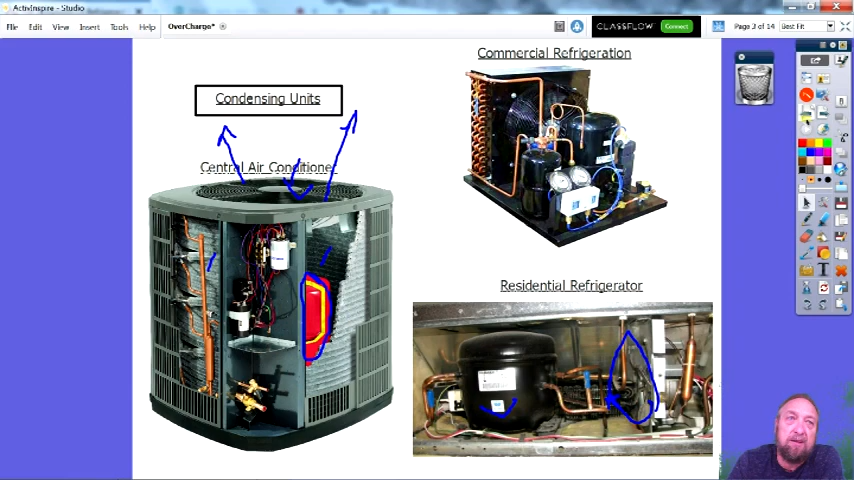 ActivInspire - Studio
File Edit View Insert Tools Help
OverCharge*
CLASSFLOW Connect
Page 3 of 14
Best Fit
Condensing Units
Central Air Conditioner
Commercial Refrigeration
Residential Refrigerator